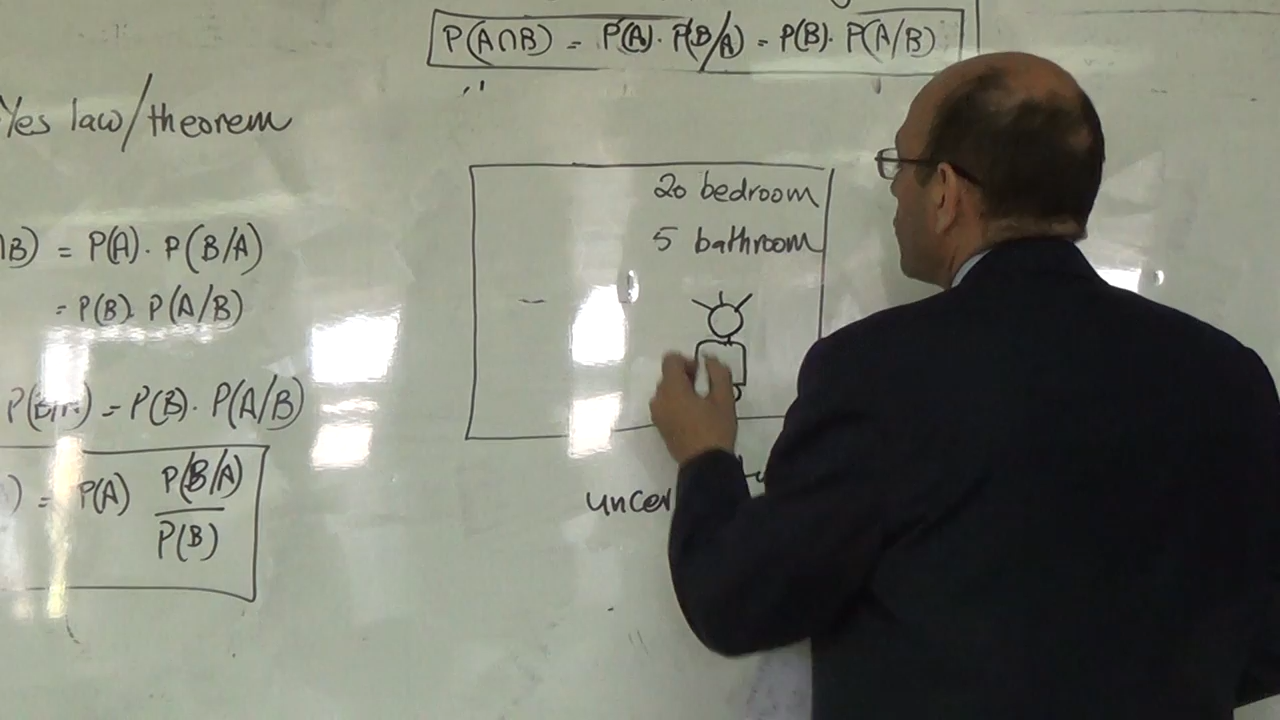 P(A∩B) = P(A). P(B/A) = P(B). P(A/B)
Yes law/theorem
∩B) = P(A). P(B/A)
= P(B). P(A/B)
= P(B). P(A/B)
) = P(A) P(B/A)
P(B)
20 bedroom
5 bathroom
uncer